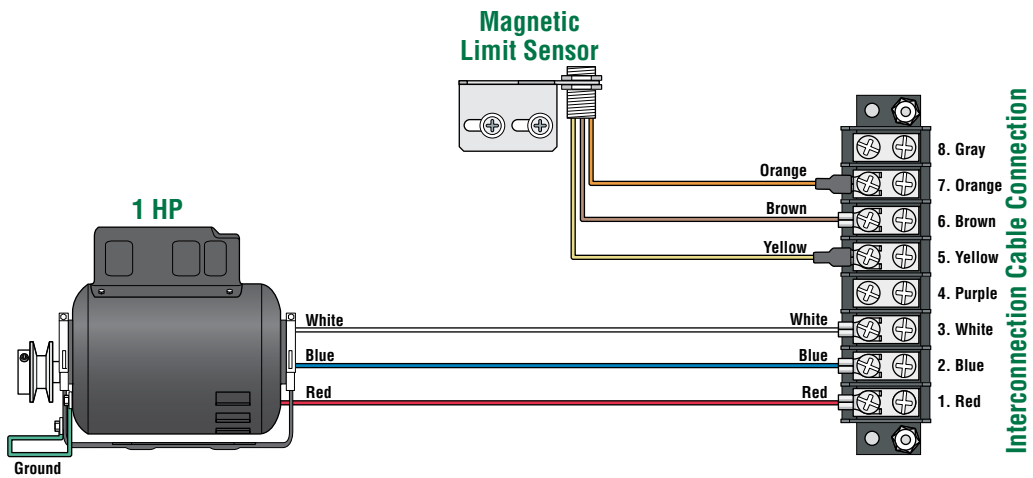 Magnetic
Limit Sensor
1 HP
Orange
Brown
Yellow
White
White
Blue
Blue
Red
Red
Ground
8. Gray
7. Orange
6. Brown
5. Yellow
4. Purple
3. White
2. Blue
1. Red
Interconnection Cable Connection